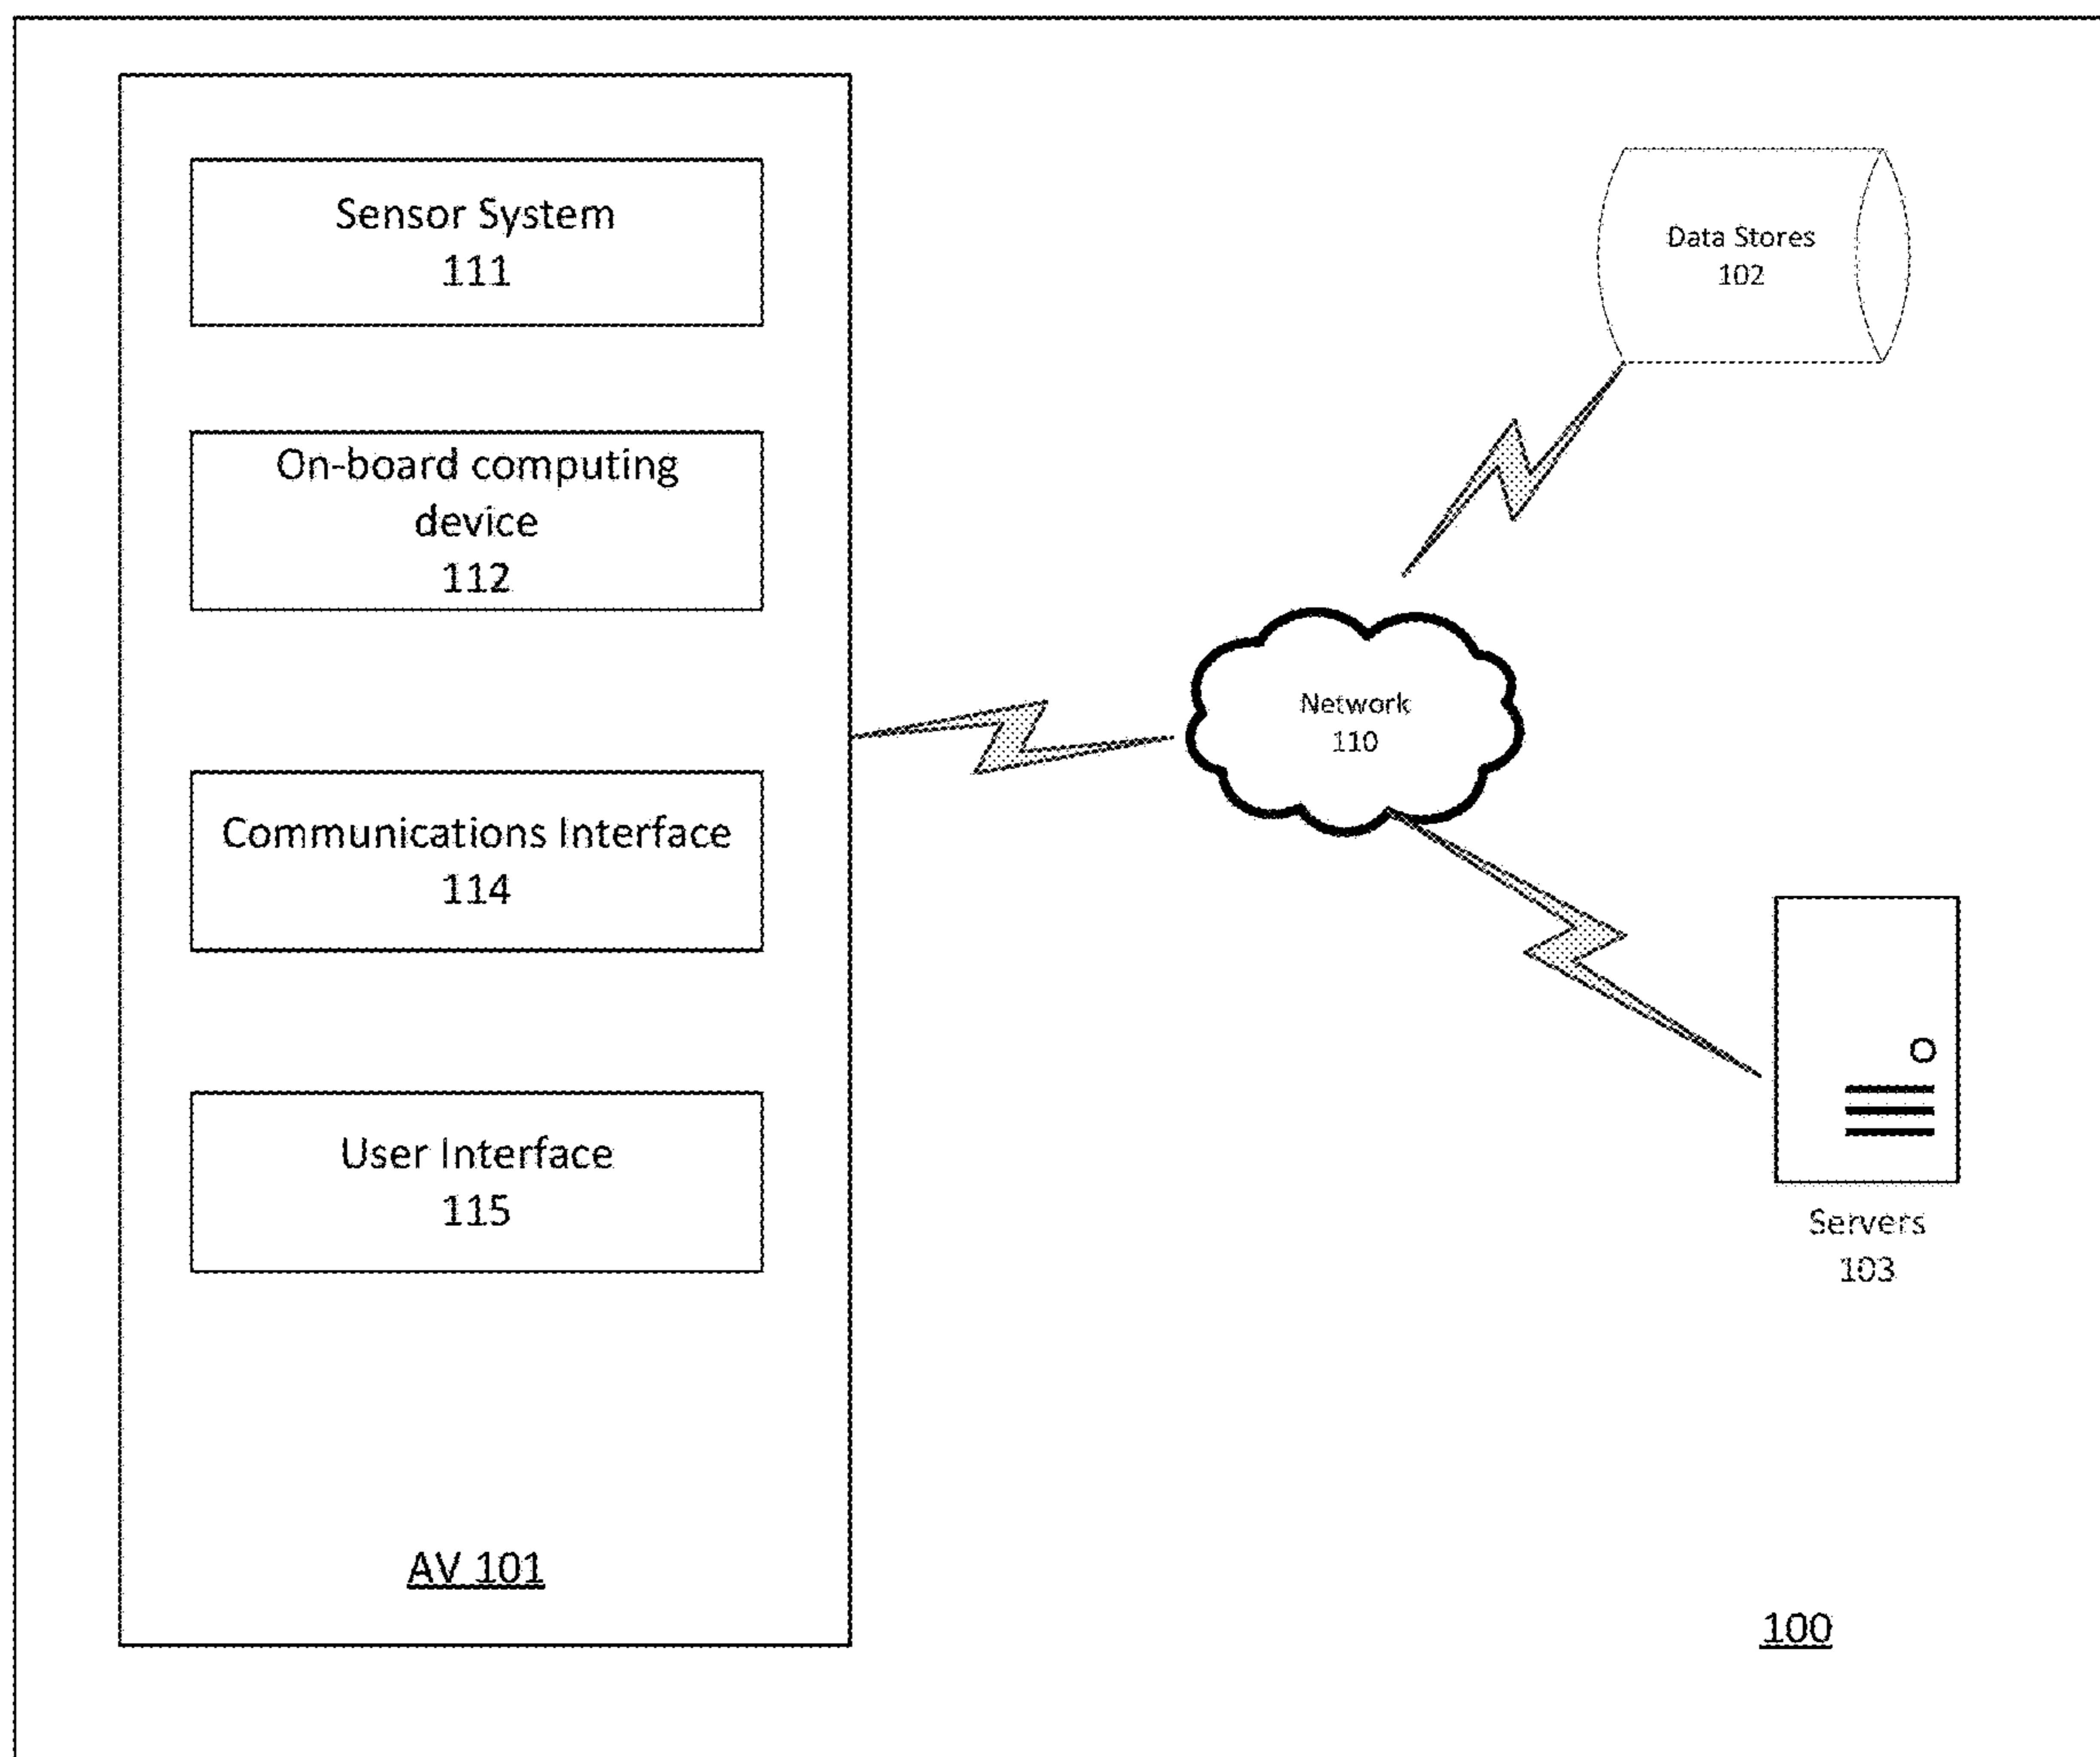 Sensor System
111
On-board computing
device
112
Communications Interface
114
User Interface
115
AV 101
Data Stores
102
Network
110
Servers
103
100